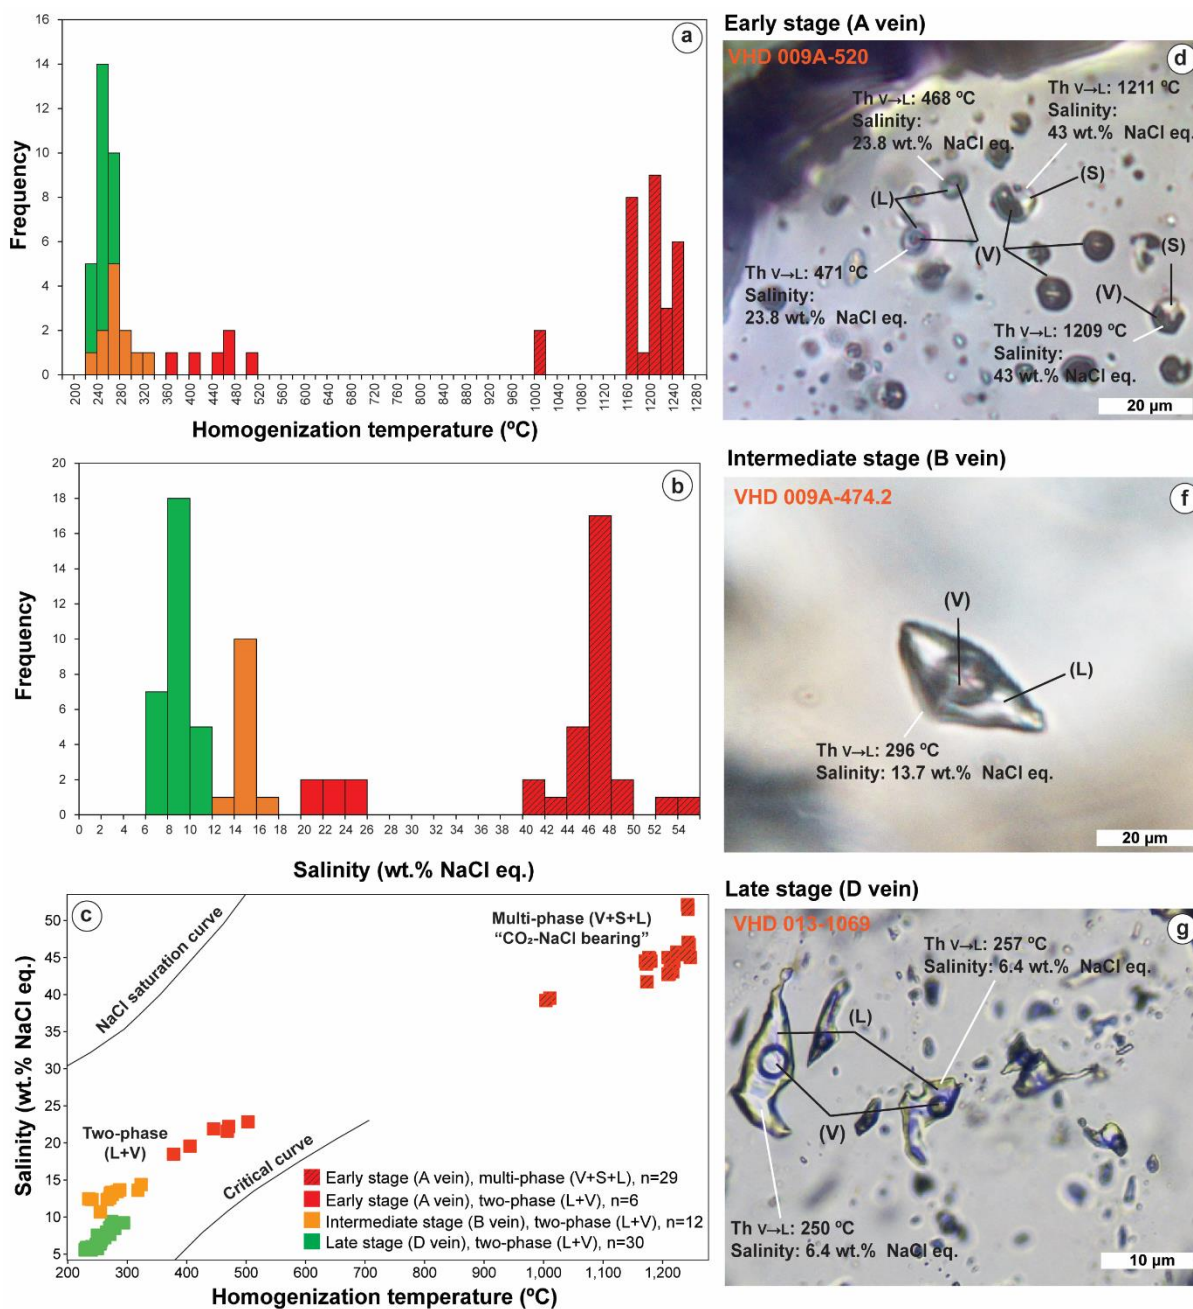 a
16
14
12
10
8
6
4
2
0
Frequency
200 240 280 320 360 400 440 480 520 560 600 640 680 720 760 800 840 880 920 960 1000 1040 1080 1120 1160 1200 1240 1280
Homogenization temperature (ºC)
b
20
18
16
14
12
10
8
6
4
2
0
Frequency
0 2 4 6 8 10 12 14 16 18 20 22 24 26 28 30 32 34 36 38 40 42 44 46 48 50 52 54
Salinity (wt.% NaCl eq.)
c
50
45
40
35
30
25
20
15
10
5
Salinity (wt.% NaCl eq.)
NaCl saturation curve
Multi-phase (V+S+L)
“CO₂-NaCl bearing”
Two-phase
(L+V)
Critical curve
Early stage (A vein), multi-phase (V+S+L), n=29
Early stage (A vein), two-phase (L+V), n=6
Intermediate stage (B vein), two-phase (L+V), n=12
Late stage (D vein), two-phase (L+V), n=30
200 300 400 500 600 700 800 900 1,000 1,100 1,200
Homogenization temperature (ºC)
Early stage (A vein)
VHD 009A-520
d
Th V→L: 468 ºC
Salinity:
23.8 wt.% NaCl eq.
Th V→L: 1211 ºC
Salinity:
43 wt.% NaCl eq.
(S)
(L)
(V)
(S)
(V)
Th V→L: 471 ºC
Salinity:
23.8 wt.% NaCl eq.
Th V→L: 1209 ºC
Salinity:
43 wt.% NaCl eq.
20 µm
Intermediate stage (B vein)
VHD 009A-474.2
f
(V)
(L)
Th V→L: 296 ºC
Salinity: 13.7 wt.% NaCl eq.
20 µm
Late stage (D vein)
VHD 013-1069
g
Th V→L: 257 ºC
Salinity: 6.4 wt.% NaCl eq.
(L)
(V)
Th V→L: 250 ºC
Salinity: 6.4 wt.% NaCl eq.
10 µm